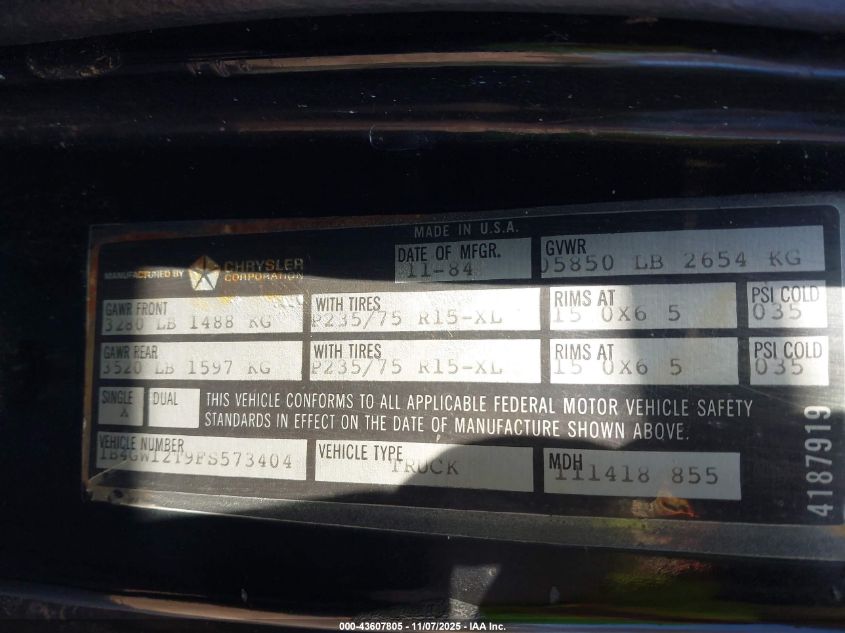 MADE IN U.S.A.
MANUFACTURED BY CHRYSLER CORPORATION
DATE OF MFGR. 11-84
GVWR 05850 LB 2654 KG
GAWR FRONT 3280 LB 1488 KG
WITH TIRES P235/75 R15-XL
RIMS AT 15 0X6 5
PSI COLD 035
GAWR REAR 3520 LB 1597 KG
WITH TIRES P235/75 R15-XL
RIMS AT 15 0X6 5
PSI COLD 035
SINGLE X
DUAL
THIS VEHICLE CONFORMS TO ALL APPLICABLE FEDERAL MOTOR VEHICLE SAFETY
STANDARDS IN EFFECT ON THE DATE OF MANUFACTURE SHOWN ABOVE.
VEHICLE NUMBER 1B4GW12T9FS573404
VEHICLE TYPE TRUCK
MDH 111418 855
4187919
000-43607805 - 11/07/2025 - IAA Inc.